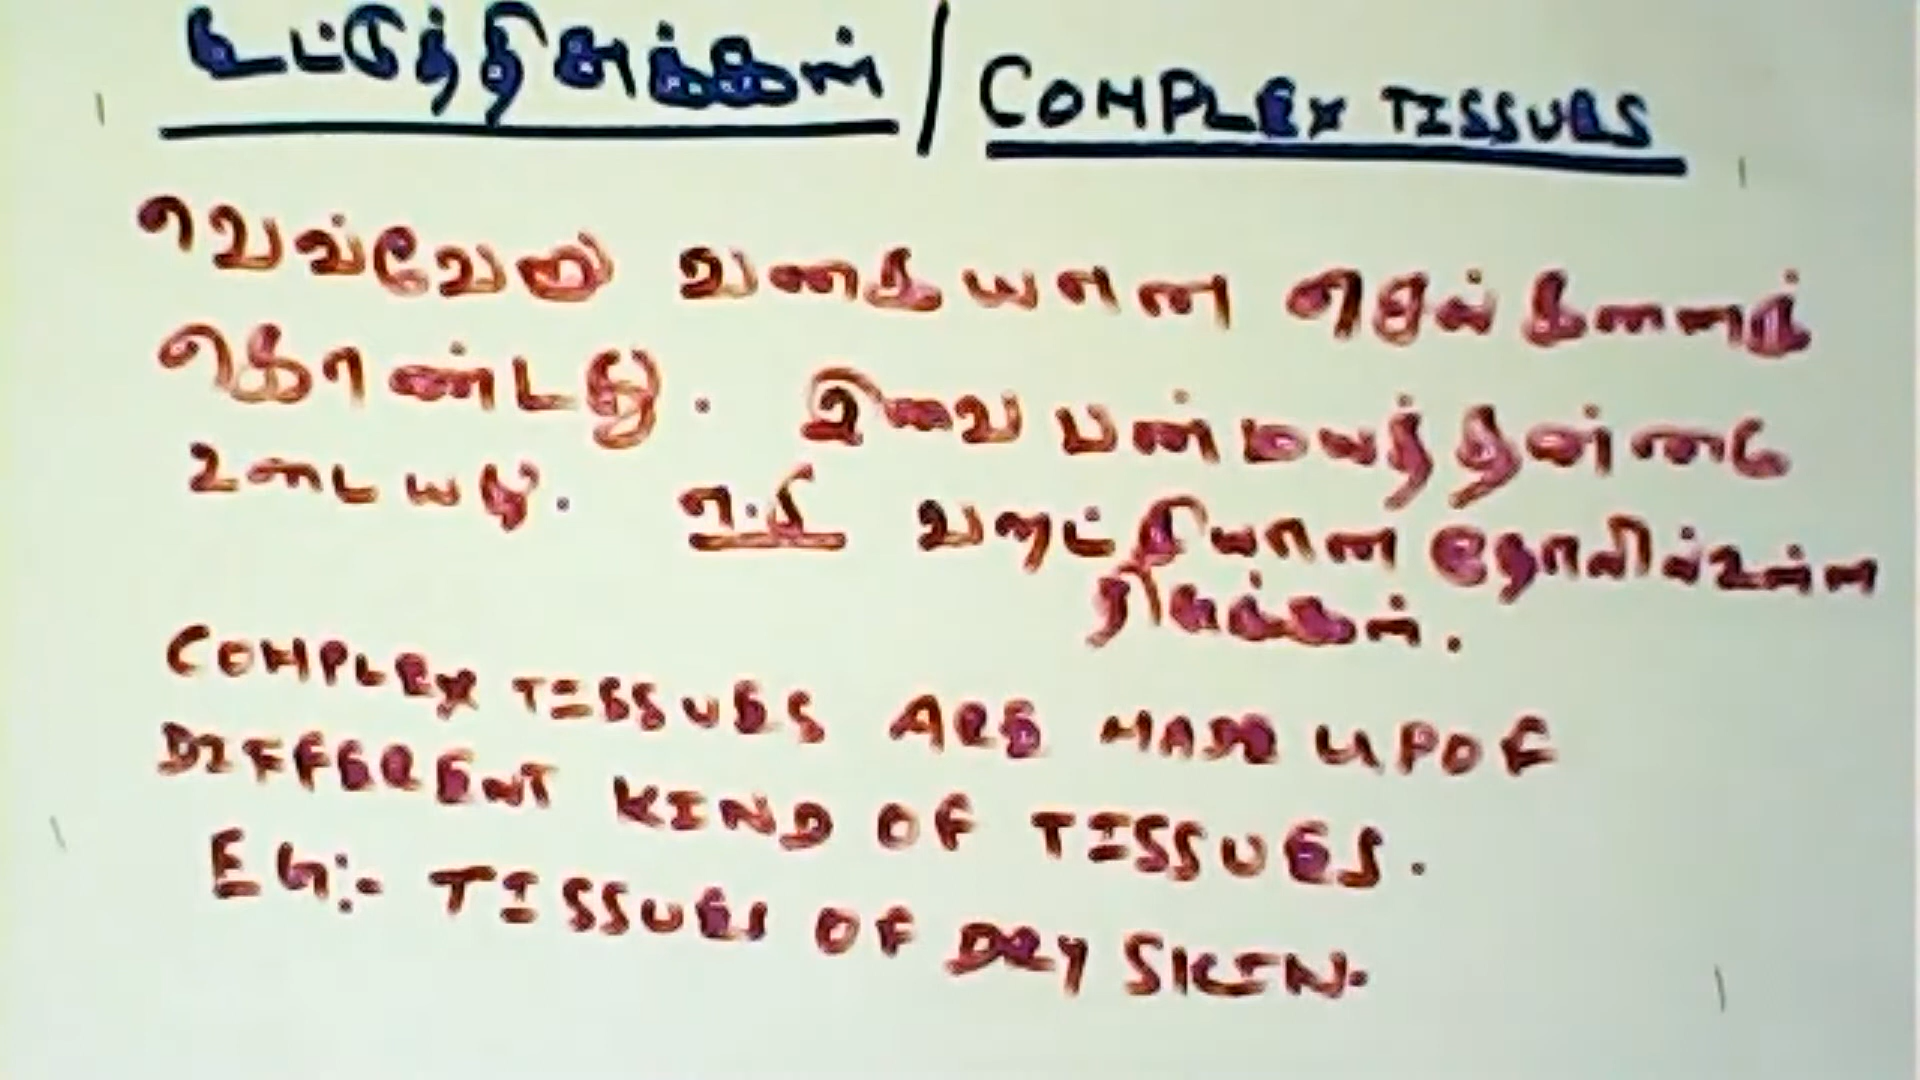 கூட்டுத்திசுக்கள் / COMPLEX TISSUES
வெவ்வேறு வகையான செல்களைக்
கொண்டது. இவை பன்மயத்தன்மை
உடையது. எ.கா வறட்சியான தோலில் உள்ள
திசுக்கள்.
COMPLEX TISSUES ARE MADE UP OF
DIFFERENT KIND OF TISSUES.
EG:- TISSUES OF DRY SKIN.